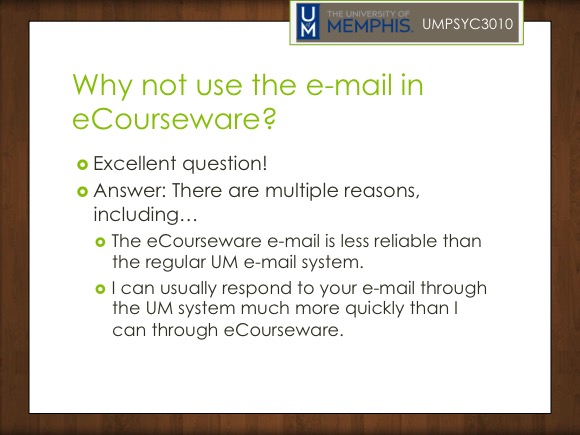 UM
THE UNIVERSITY OF
MEMPHIS.
UMPSYC3010
Why not use the e-mail in
eCourseware?
Excellent question!
Answer: There are multiple reasons,
including…
The eCourseware e-mail is less reliable than
the regular UM e-mail system.
I can usually respond to your e-mail through
the UM system much more quickly than I
can through eCourseware.